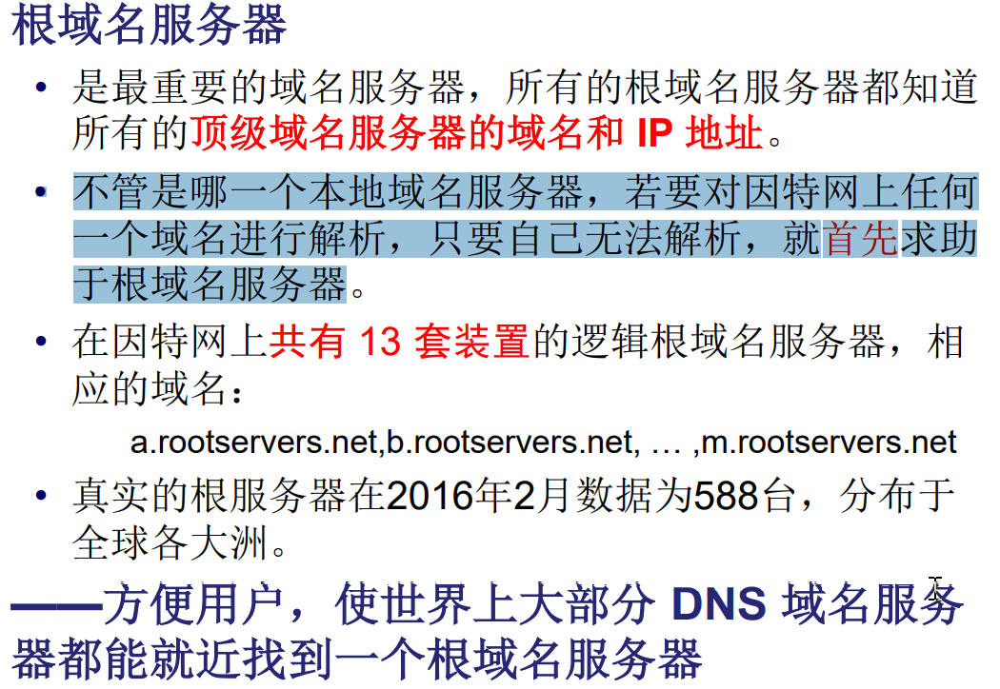 根域名服务器
• 是最重要的域名服务器，所有的根域名服务器都知道
所有的顶级域名服务器的域名和 IP 地址。
• 不管是哪一个本地域名服务器，若要对因特网上任何
一个域名进行解析，只要自己无法解析，就首先求助
于根域名服务器。
• 在因特网上共有 13 套装置的逻辑根域名服务器，相
应的域名：
a.rootservers.net,b.rootservers.net, … ,m.rootservers.net
• 真实的根服务器在2016年2月数据为588台，分布于
全球各大洲。
——方便用户，使世界上大部分 DNS 域名服务
器都能就近找到一个根域名服务器